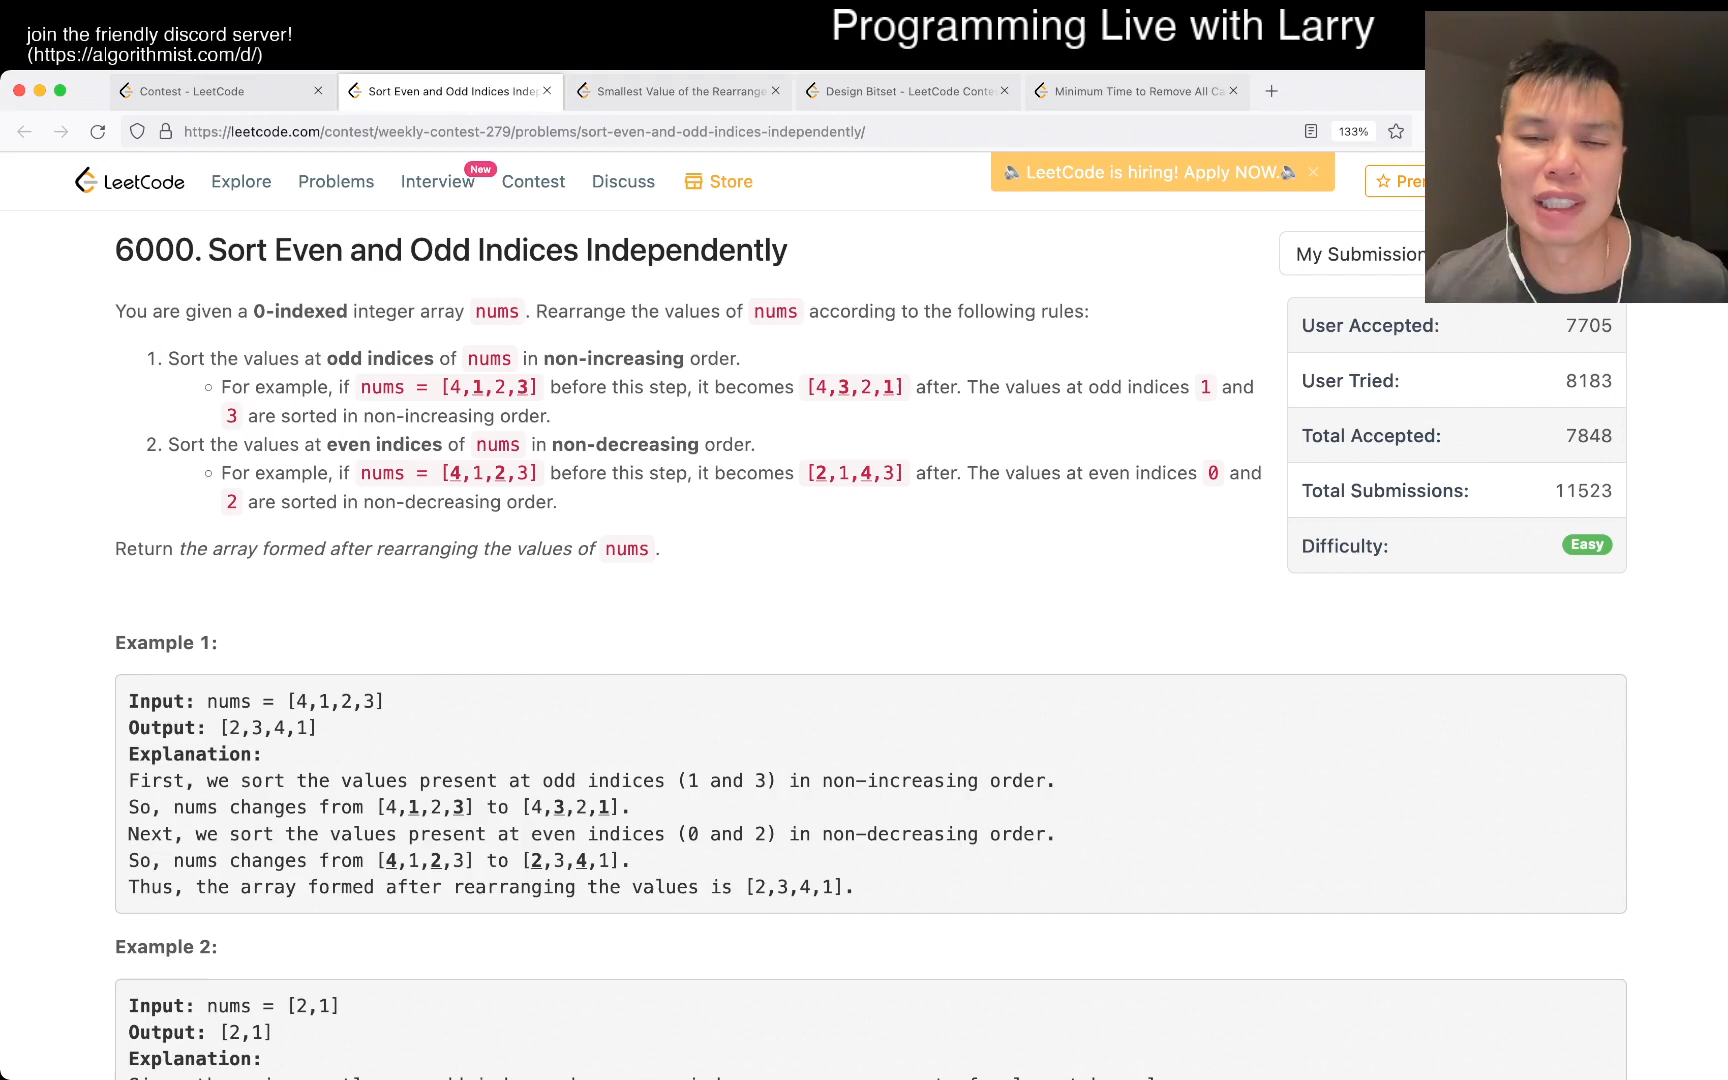 join the friendly discord server!
(https://algorithmist.com/d/)
Programming Live with Larry
Contest - LeetCode
Sort Even and Odd Indices Inde
Smallest Value of the Rearrange
Design Bitset - LeetCode Conte
Minimum Time to Remove All Ca
https://leetcode.com/contest/weekly-contest-279/problems/sort-even-and-odd-indices-independently/
133%
LeetCode
Explore
Problems
Interview
New
Contest
Discuss
Store
LeetCode is hiring! Apply NOW.
Pre
6000. Sort Even and Odd Indices Independently
My Submission
You are given a 0-indexed integer array nums. Rearrange the values of nums according to the following rules:
1. Sort the values at odd indices of nums in non-increasing order.
○ For example, if nums = [4,1,2,3] before this step, it becomes [4,3,2,1] after. The values at odd indices 1 and
3 are sorted in non-increasing order.
2. Sort the values at even indices of nums in non-decreasing order.
○ For example, if nums = [4,1,2,3] before this step, it becomes [2,1,4,3] after. The values at even indices 0 and
2 are sorted in non-decreasing order.
Return the array formed after rearranging the values of nums.
User Accepted: 7705
User Tried: 8183
Total Accepted: 7848
Total Submissions: 11523
Difficulty: Easy
Example 1:
Input: nums = [4,1,2,3]
Output: [2,3,4,1]
Explanation:
First, we sort the values present at odd indices (1 and 3) in non-increasing order.
So, nums changes from [4,1,2,3] to [4,3,2,1].
Next, we sort the values present at even indices (0 and 2) in non-decreasing order.
So, nums changes from [4,1,2,3] to [2,3,4,1].
Thus, the array formed after rearranging the values is [2,3,4,1].
Example 2:
Input: nums = [2,1]
Output: [2,1]
Explanation: